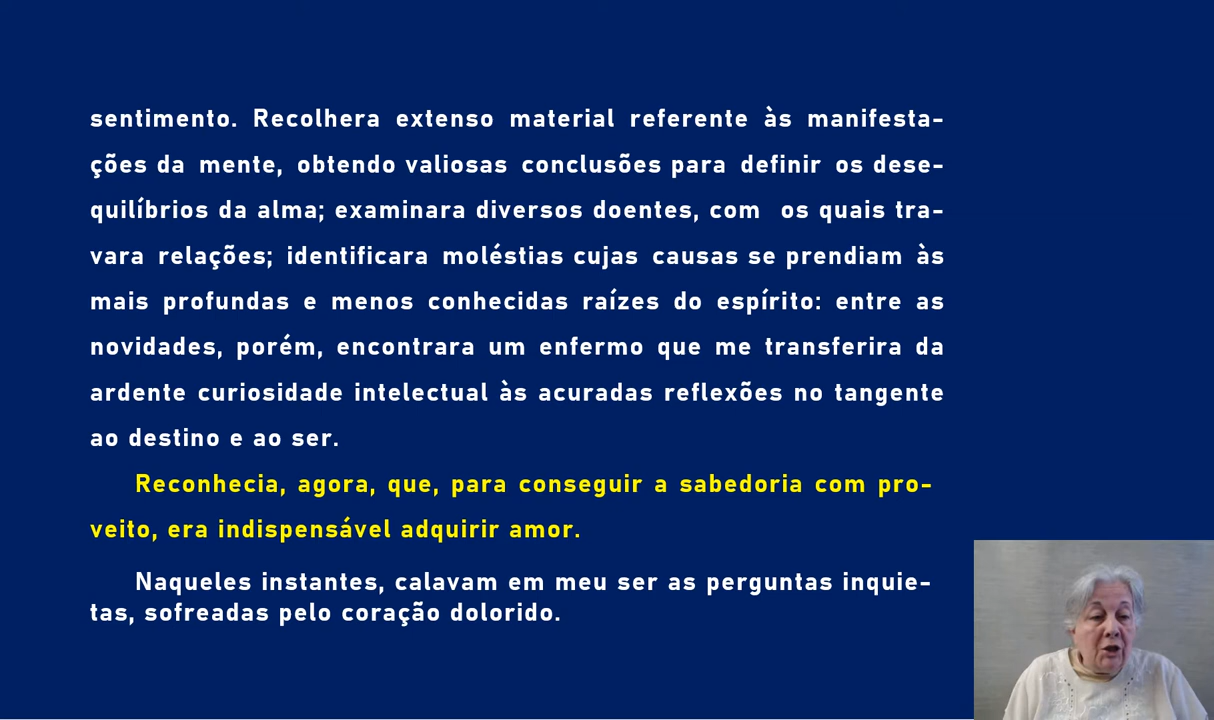 sentimento. Recolhera extenso material referente às manifesta-
ções da mente, obtendo valiosas conclusões para definir os dese-
quilíbrios da alma; examinara diversos doentes, com os quais tra-
vara relações; identificara moléstias cujas causas se prendiam às
mais profundas e menos conhecidas raízes do espírito: entre as
novidades, porém, encontrara um enfermo que me transferira da
ardente curiosidade intelectual às acuradas reflexões no tangente
ao destino e ao ser.
Reconhecia, agora, que, para conseguir a sabedoria com pro-
veito, era indispensável adquirir amor.
Naqueles instantes, calavam em meu ser as perguntas inquie-
tas, sofreadas pelo coração dolorido.